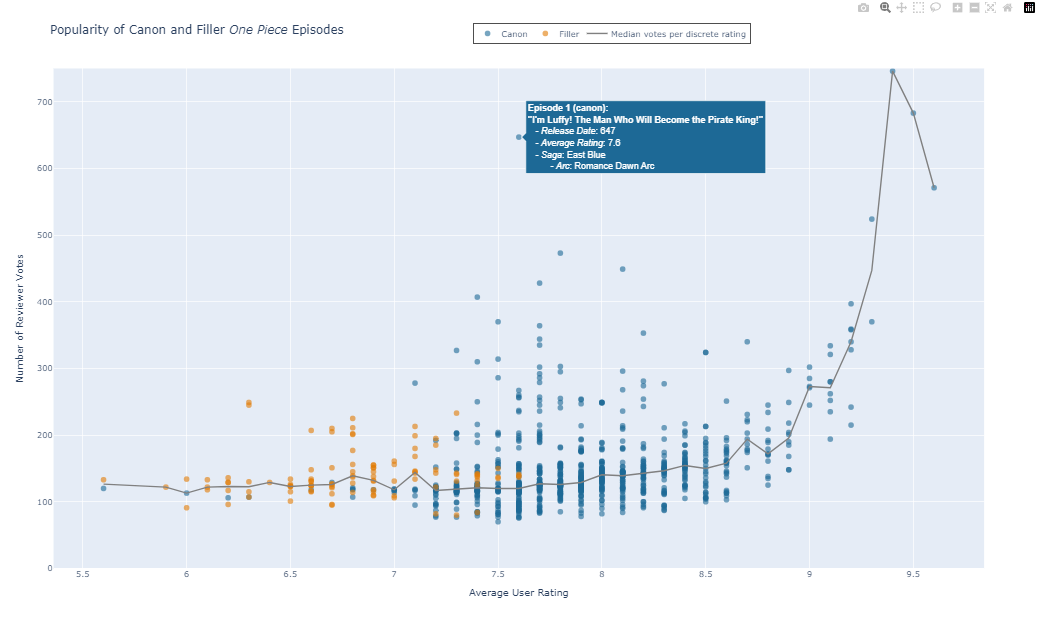 Popularity of Canon and Filler One Piece Episodes
Canon Filler Median votes per discrete rating
Episode 1 (canon):
"I'm Luffy! The Man Who Will Become the Pirate King!"
- Release Date: 647
- Average Rating: 7.6
- Saga: East Blue
- Arc: Romance Dawn Arc
Number of Reviewer Votes
700
600
500
400
300
200
100
0
5.5 6 6.5 7 7.5 8 8.5 9 9.5
Average User Rating